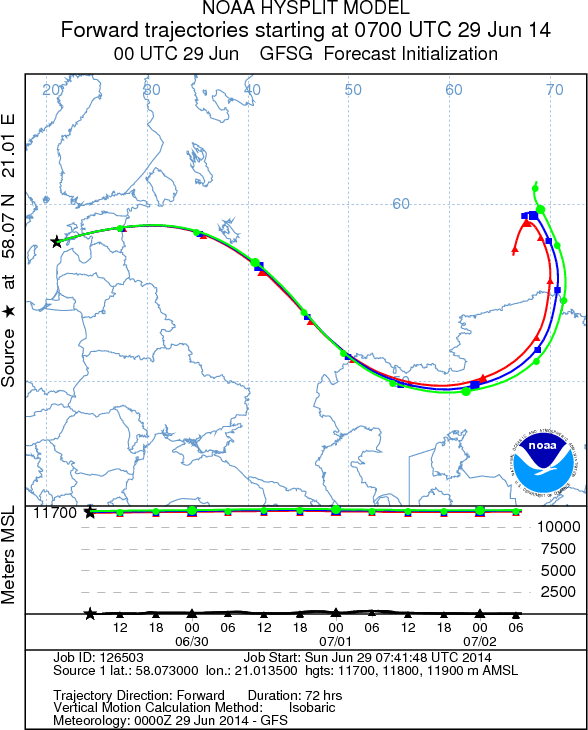 NOAA HYSPLIT MODEL
Forward trajectories starting at 0700 UTC 29 Jun 14
00 UTC 29 Jun GFSG Forecast Initialization
Source ★ at 58.07 N 21.01 E
20 30 40 50 60 70
60
50
noaa
Meters MSL
11700
10000
7500
5000
2500
12 18 00 06 12 18 00 06 12 18 00 06
06/30 07/01 07/02
Job ID: 126503 Job Start: Sun Jun 29 07:41:48 UTC 2014
Source 1 lat.: 58.073000 lon.: 21.013500 hgts: 11700, 11800, 11900 m AMSL
Trajectory Direction: Forward Duration: 72 hrs
Vertical Motion Calculation Method: Isobaric
Meteorology: 0000Z 29 Jun 2014 - GFS